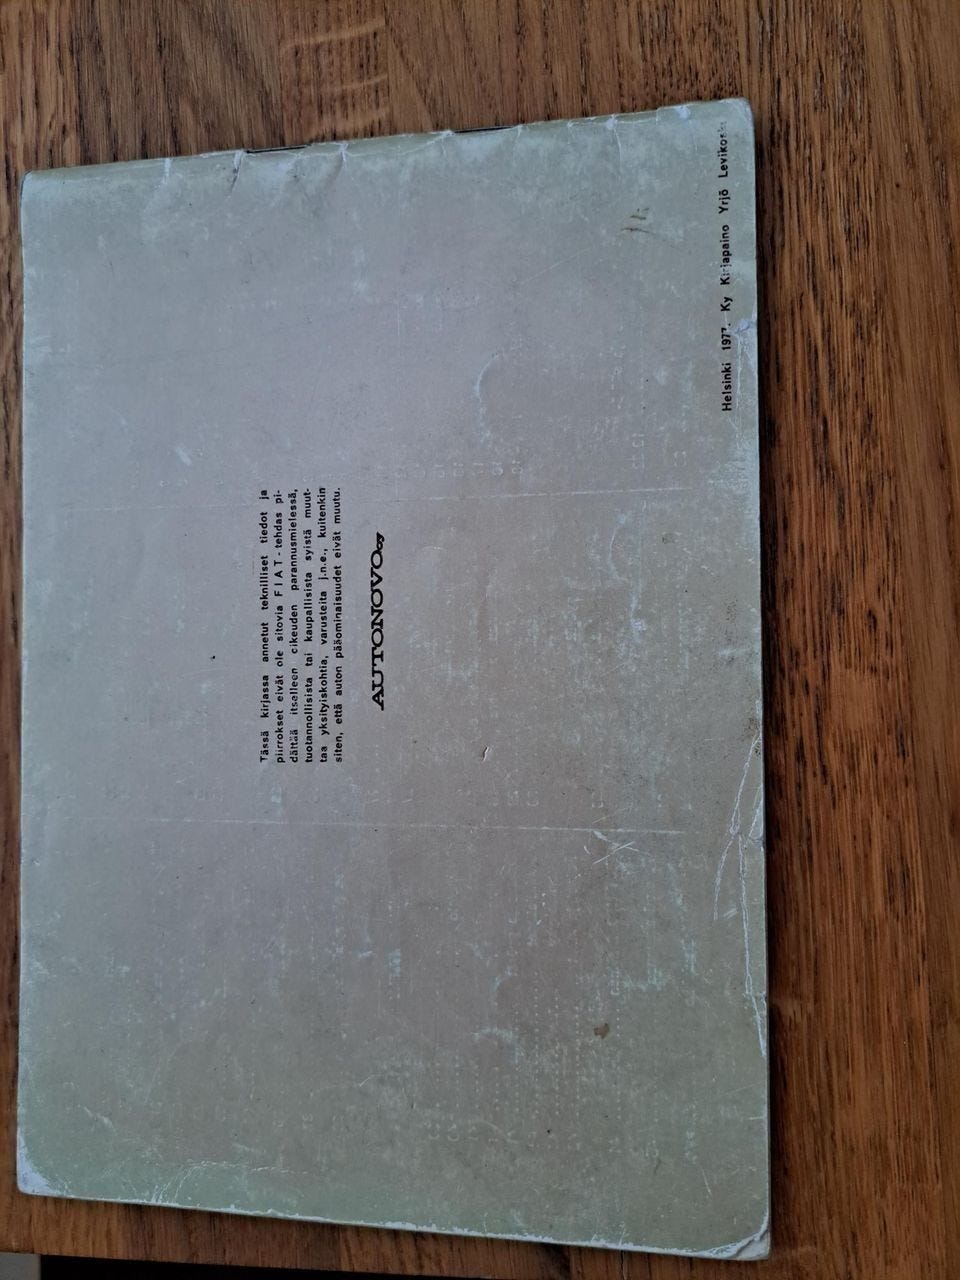 Tässä kirjassa annetut teknilliset tiedot ja
piirrokset eivät ole sitovia FIAT-tehdas pi-
dättää itselleen oikeuden parannusmielessä,
tuotannollisista tai kaupallisista syistä muut-
taa yksityiskohtia, varusteita j.n.e., kuitenkin
siten, että auton pääominaisuudet eivät muutu.
AUTONOVO oy
Helsinki 1977. Ky Kirjapaino Yrjö Levikoski